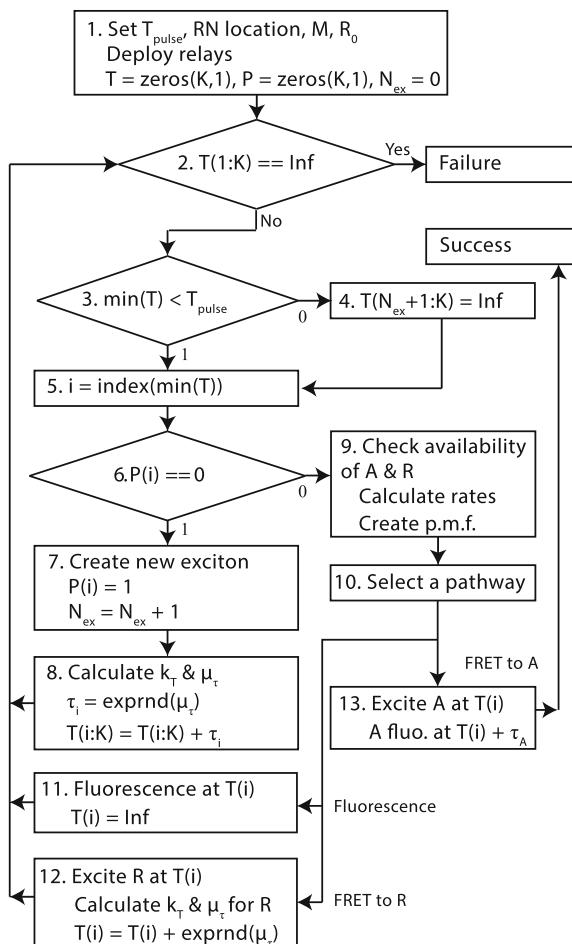 1. Set T_pulse, RN location, M, R_0
Deploy relays
T = zeros(K,1), P = zeros(K,1), N_ex = 0
2. T(1:K) == Inf
Yes
Failure
No
Success
3. min(T) < T_pulse
0
4. T(N_ex+1:K) = Inf
1
5. i = index(min(T))
6.P(i) ==0
0
9. Check availability
of A & R
Calculate rates
Create p.m.f.
1
7. Create new exciton
P(i) = 1
N_ex = N_ex + 1
10. Select a pathway
8. Calculate k_T & μ_τ
τ_i = exprnd(μ_τ)
T(i:K) = T(i:K) + τ_i
FRET to A
13. Excite A at T(i)
A fluo. at T(i) + τ_A
11. Fluorescence at T(i)
T(i) = Inf
Fluorescence
12. Excite R at T(i)
Calculate k_T & μ_τ for R
T(i) = T(i) + exprnd(μ_τ)
FRET to R